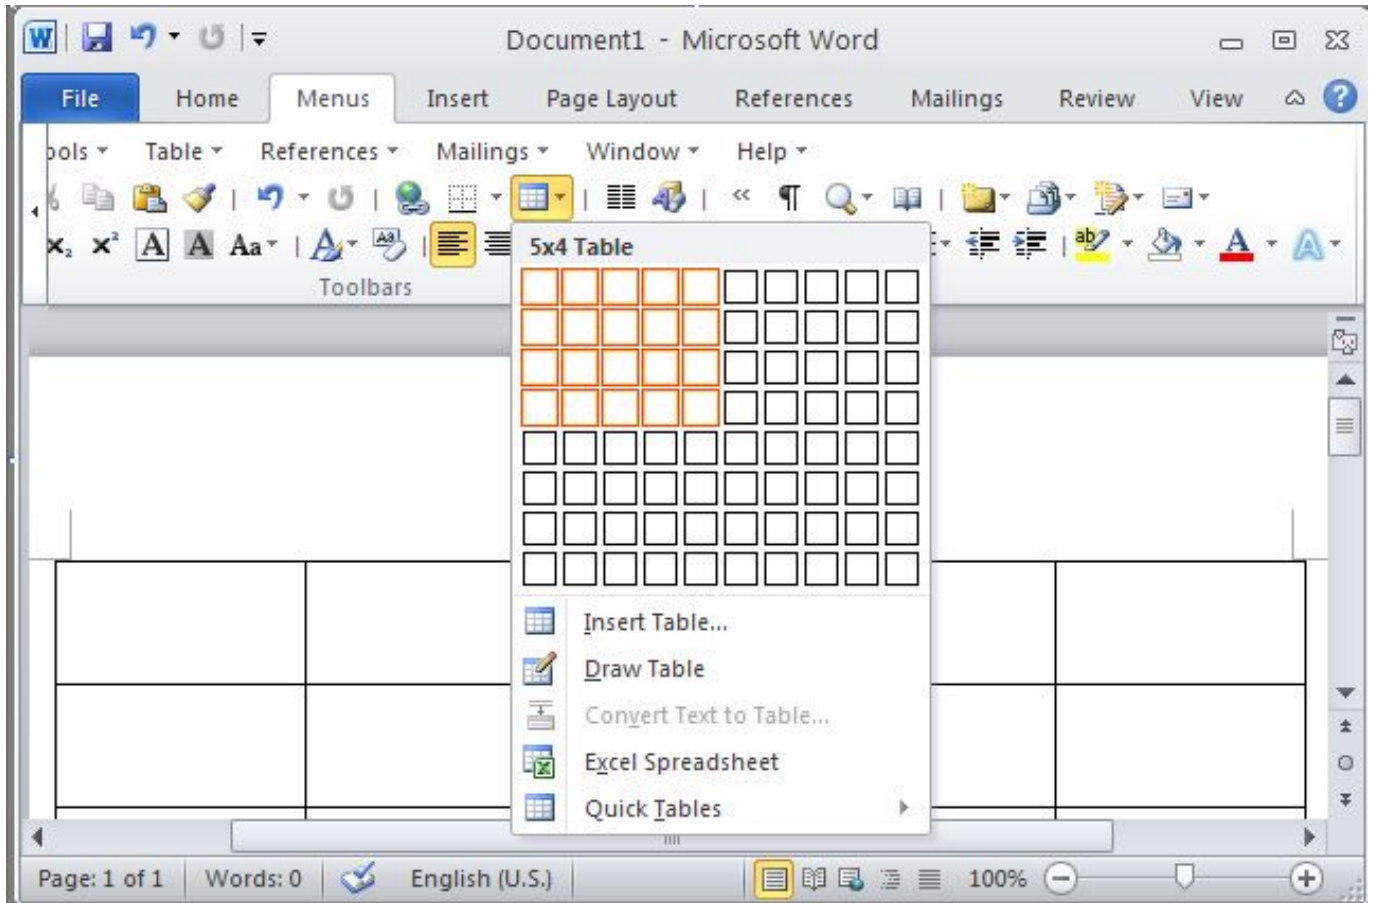 Document1 - Microsoft Word
File Home Menus Insert Page Layout References Mailings Review View
ools Table References Mailings Window Help
Aa
Toolbars
5x4 Table
Insert Table...
Draw Table
Convert Text to Table...
Excel Spreadsheet
Quick Tables
Page: 1 of 1 Words: 0 English (U.S.) 100%